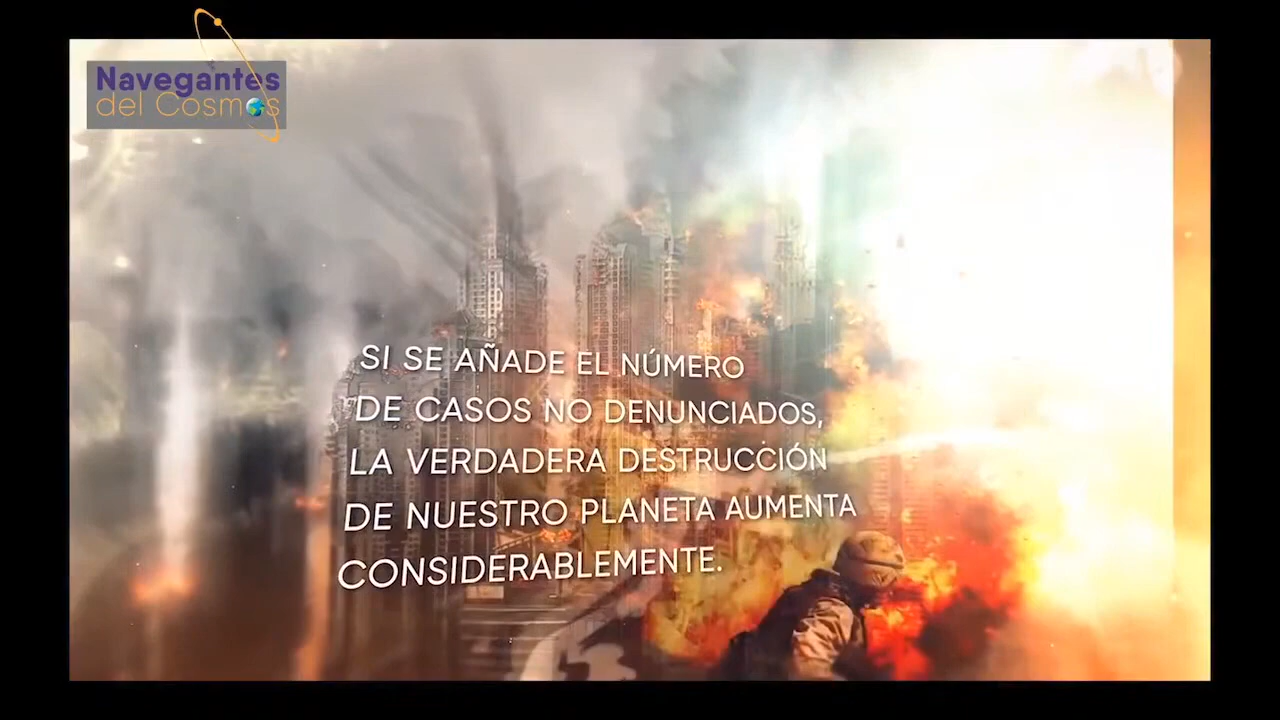 Navegantes
del Cosmos
SI SE AÑADE EL NÚMERO
DE CASOS NO DENUNCIADOS,
LA VERDADERA DESTRUCCIÓN
DE NUESTRO PLANETA AUMENTA
CONSIDERABLEMENTE.